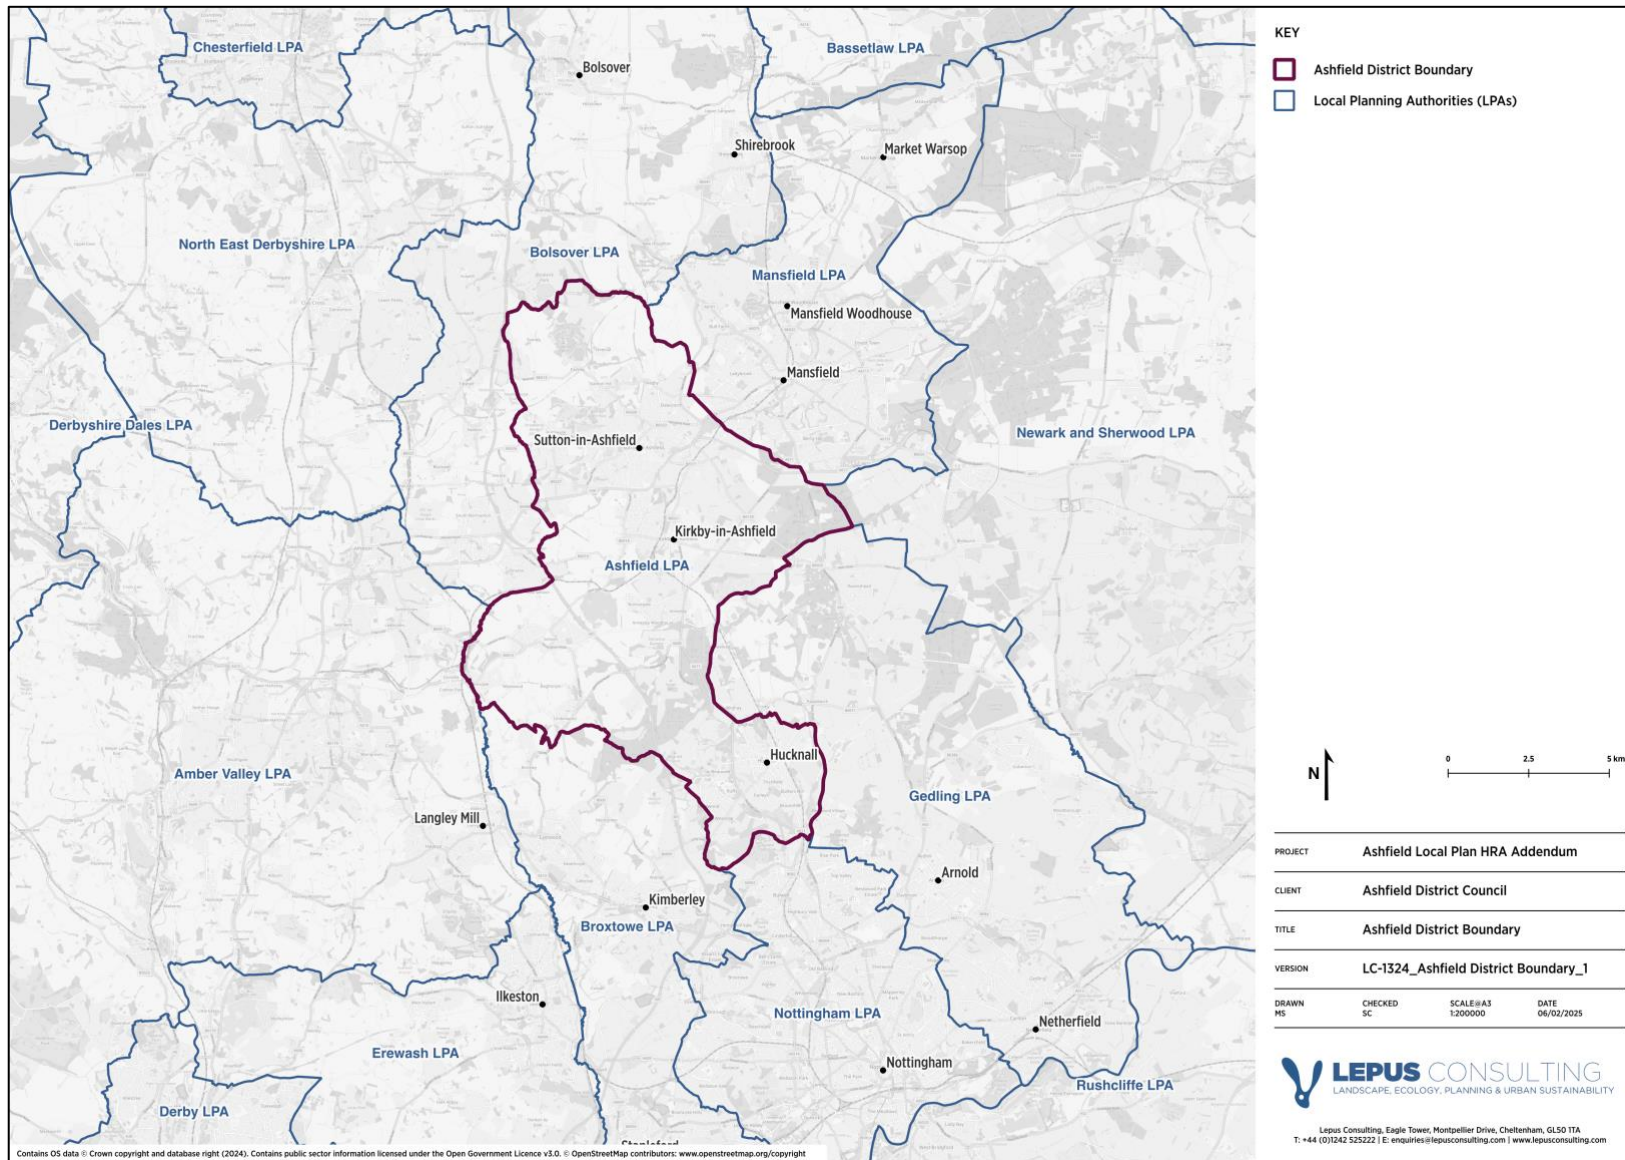 Chesterfield LPA
Bassetlaw LPA
Bolsover
Shirebrook
Market Warsop
North East Derbyshire LPA
Bolsover LPA
Mansfield LPA
Mansfield Woodhouse
Mansfield
Derbyshire Dales LPA
Sutton-in-Ashfield
Newark and Sherwood LPA
Kirkby-in-Ashfield
Ashfield LPA
Hucknall
Amber Valley LPA
Gedling LPA
Langley Mill
Arnold
Kimberley
Broxtowe LPA
Ilkeston
Nottingham LPA
Netherfield
Erewash LPA
Nottingham
Rushcliffe LPA
Derby LPA
Contains OS data © Crown copyright and database right (2024). Contains public sector information licensed under the Open Government Licence v3.0. © OpenStreetMap contributors: www.openstreetmap.org/copyright
KEY
Ashfield District Boundary
Local Planning Authorities (LPAs)
N
0 2.5 5 km
PROJECT Ashfield Local Plan HRA Addendum
CLIENT Ashfield District Council
TITLE Ashfield District Boundary
VERSION LC-1324_Ashfield District Boundary_1
DRAWN CHECKED SCALE@A3 DATE
MS SC 1:200000 06/02/2025
LEPUS CONSULTING
LANDSCAPE, ECOLOGY, PLANNING & URBAN SUSTAINABILITY
Lepus Consulting, Eagle Tower, Montpellier Drive, Cheltenham, GL50 1TA
T: +44 (0)1242 525222 | E: enquiries@lepusconsulting.com | www.lepusconsulting.com